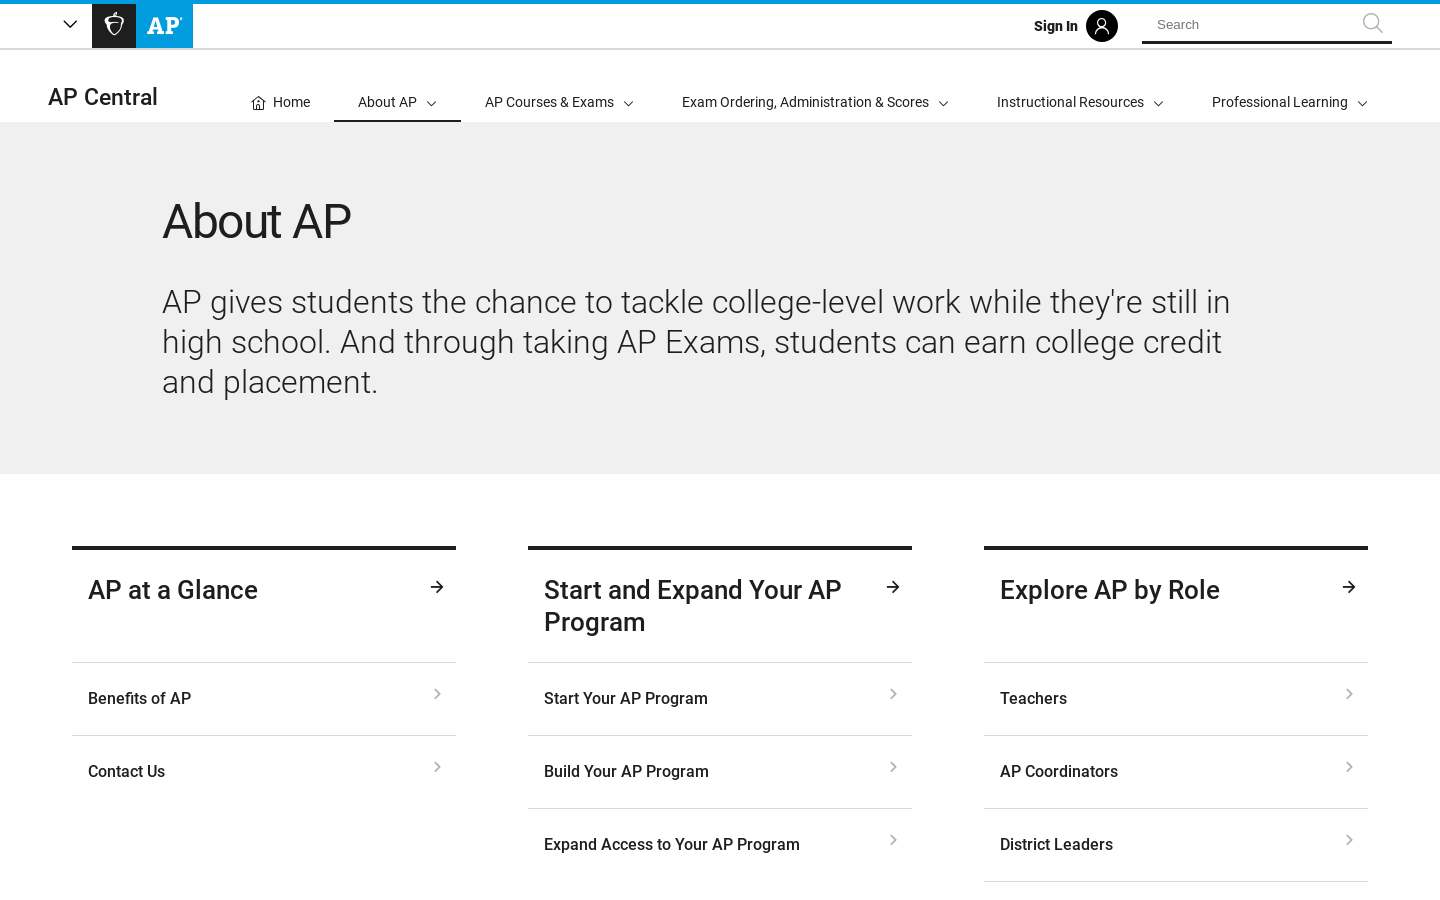 AP
Sign In
Search
AP Central
Home
About AP
AP Courses & Exams
Exam Ordering, Administration & Scores
Instructional Resources
Professional Learning
About AP
AP gives students the chance to tackle college-level work while they're still in
high school. And through taking AP Exams, students can earn college credit
and placement.
AP at a Glance
Benefits of AP
Contact Us
Start and Expand Your AP
Program
Start Your AP Program
Build Your AP Program
Expand Access to Your AP Program
Explore AP by Role
Teachers
AP Coordinators
District Leaders